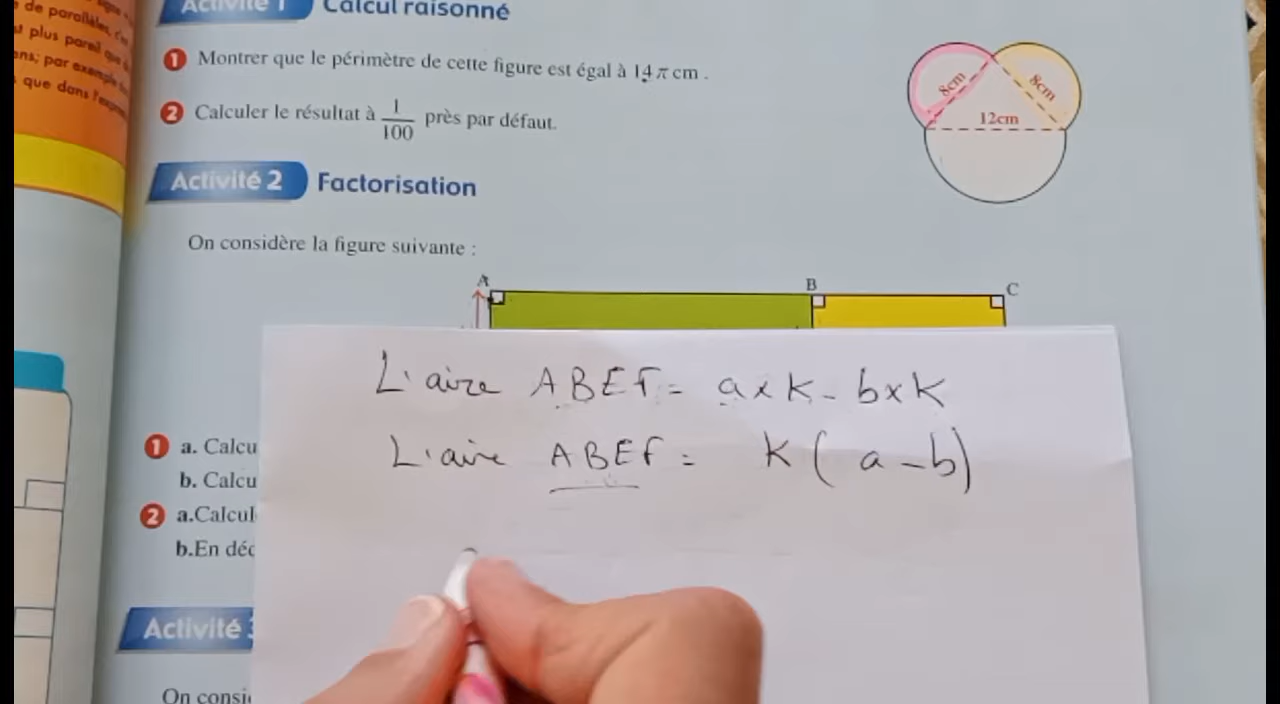 de parallèles, c'es
plus pareil que
ans; par exemple
que dans l'
Activité 1 Calcul raisonné
1 Montrer que le périmètre de cette figure est égal à 14 π cm .
2 Calculer le résultat à 1/100 près par défaut.
8cm
8cm
12cm
Activité 2 Factorisation
On considère la figure suivante :
A B C
L'aire ABEF = a x K - b x K
L'aire ABEF = K ( a - b)
1 a. Calcu
b. Calcu
2 a.Calcul
b.En déc
Activité 3
On consi